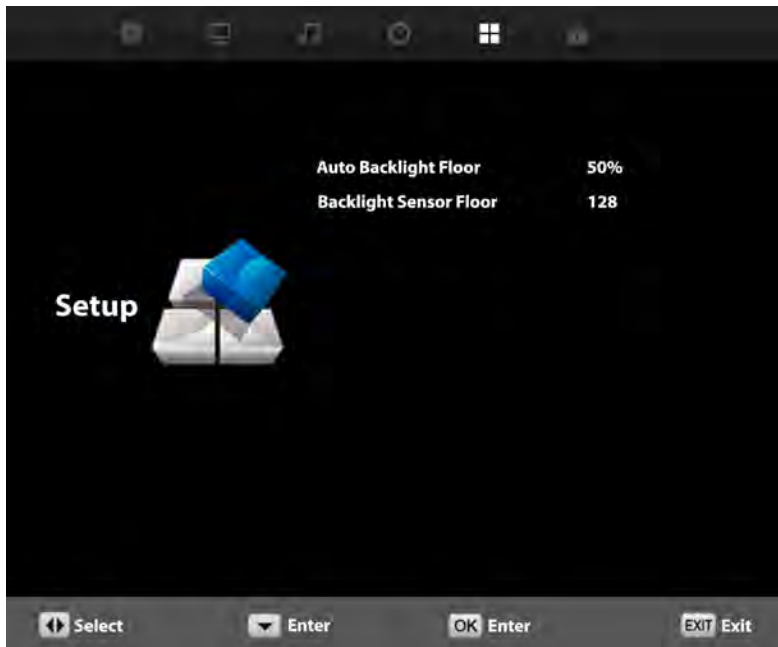 Auto Backlight Floor 50%
Backlight Sensor Floor 128
Setup
Select Enter OK Enter EXIT Exit